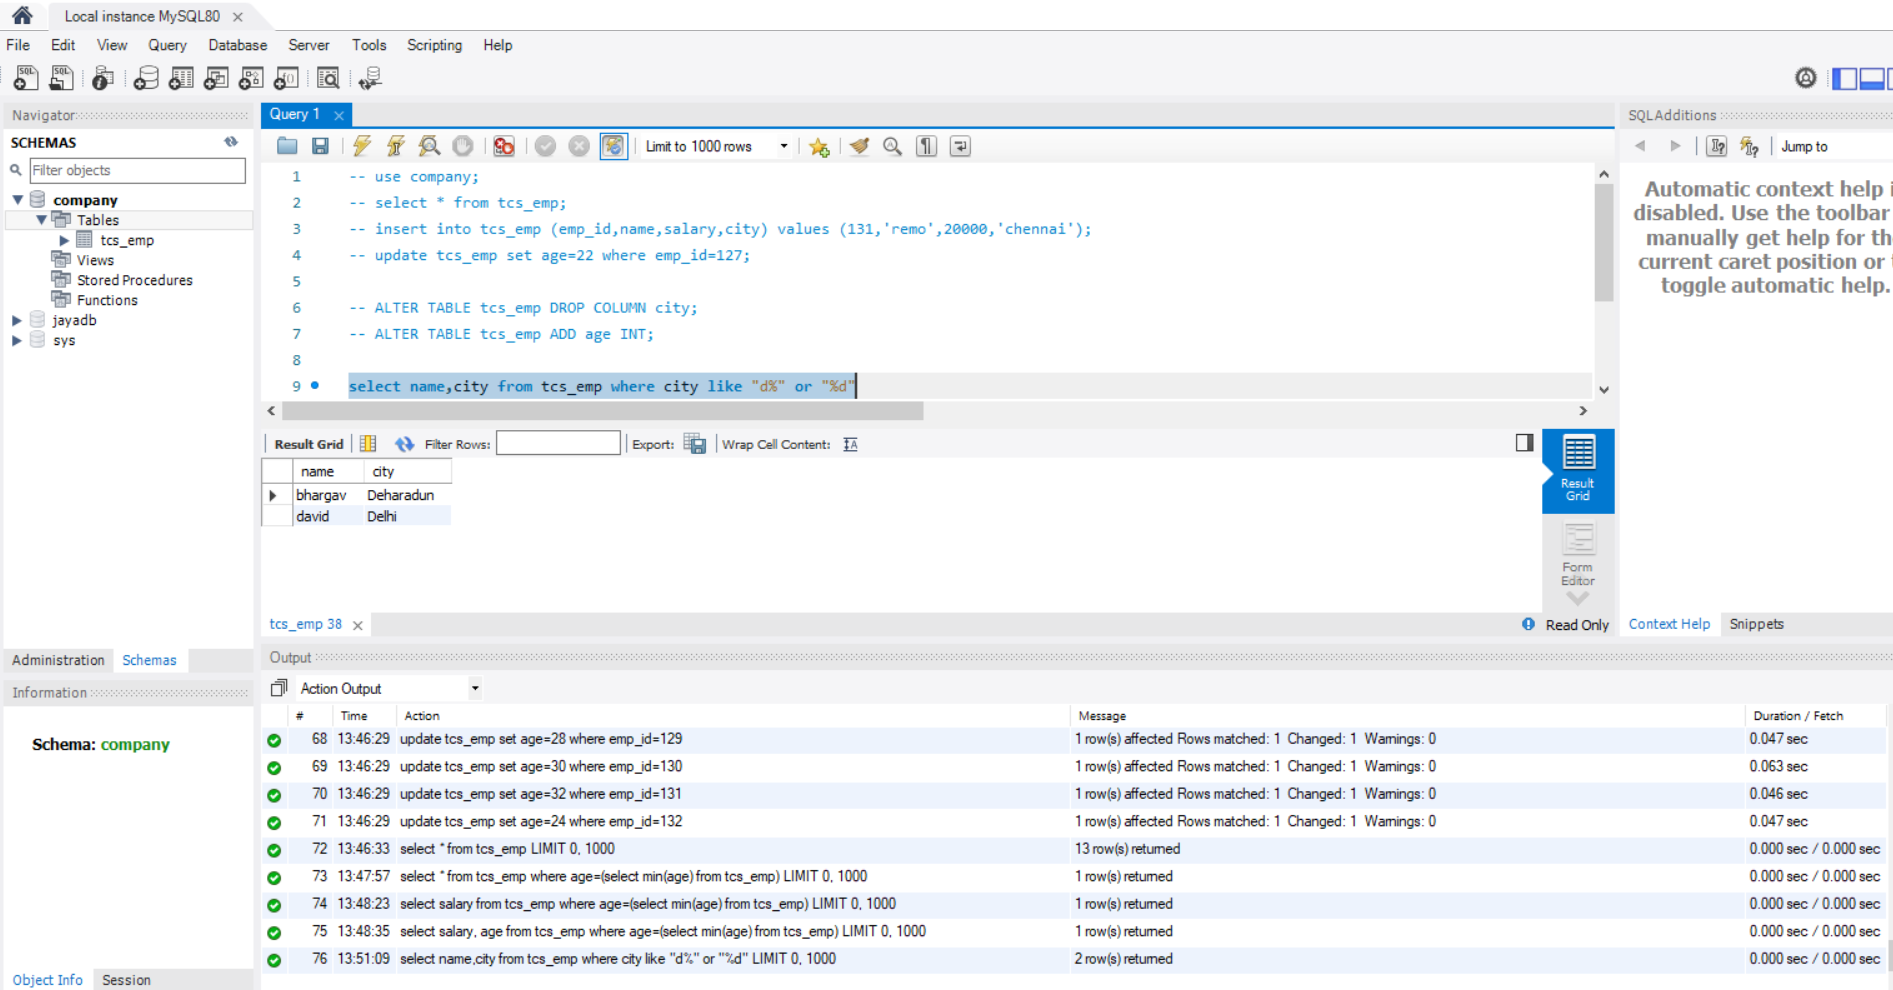 Local instance MySQL80
File Edit View Query Database Server Tools Scripting Help
Navigator
SCHEMAS
Filter objects
company
Tables
tcs_emp
Views
Stored Procedures
Functions
jayadb
sys
Administration Schemas
Information
Schema: company
Object Info Session
Query 1
Limit to 1000 rows
1 -- use company;
2 -- select * from tcs_emp;
3 -- insert into tcs_emp (emp_id,name,salary,city) values (131,'remo',20000,'chennai');
4 -- update tcs_emp set age=22 where emp_id=127;
5
6 -- ALTER TABLE tcs_emp DROP COLUMN city;
7 -- ALTER TABLE tcs_emp ADD age INT;
8
9 select name,city from tcs_emp where city like "d%" or "%d"
Result Grid Filter Rows: Export: Wrap Cell Content: IA
name city
bhargav Deharadun
david Delhi
Result
Grid
Form
Editor
tcs_emp 38 Read Only
SQLAdditions
Jump to
Automatic context help i
disabled. Use the toolbar
manually get help for th
current caret position or
toggle automatic help.
Context Help Snippets
Output
Action Output
# Time Action Message Duration / Fetch
68 13:46:29 update tcs_emp set age=28 where emp_id=129 1 row(s) affected Rows matched: 1 Changed: 1 Warnings: 0 0.047 sec
69 13:46:29 update tcs_emp set age=30 where emp_id=130 1 row(s) affected Rows matched: 1 Changed: 1 Warnings: 0 0.063 sec
70 13:46:29 update tcs_emp set age=32 where emp_id=131 1 row(s) affected Rows matched: 1 Changed: 1 Warnings: 0 0.046 sec
71 13:46:29 update tcs_emp set age=24 where emp_id=132 1 row(s) affected Rows matched: 1 Changed: 1 Warnings: 0 0.047 sec
72 13:46:33 select * from tcs_emp LIMIT 0, 1000 13 row(s) returned 0.000 sec / 0.000 sec
73 13:47:57 select * from tcs_emp where age=(select min(age) from tcs_emp) LIMIT 0, 1000 1 row(s) returned 0.000 sec / 0.000 sec
74 13:48:23 select salary from tcs_emp where age=(select min(age) from tcs_emp) LIMIT 0, 1000 1 row(s) returned 0.000 sec / 0.000 sec
75 13:48:35 select salary, age from tcs_emp where age=(select min(age) from tcs_emp) LIMIT 0, 1000 1 row(s) returned 0.000 sec / 0.000 sec
76 13:51:09 select name,city from tcs_emp where city like "d%" or "%d" LIMIT 0, 1000 2 row(s) returned 0.000 sec / 0.000 sec